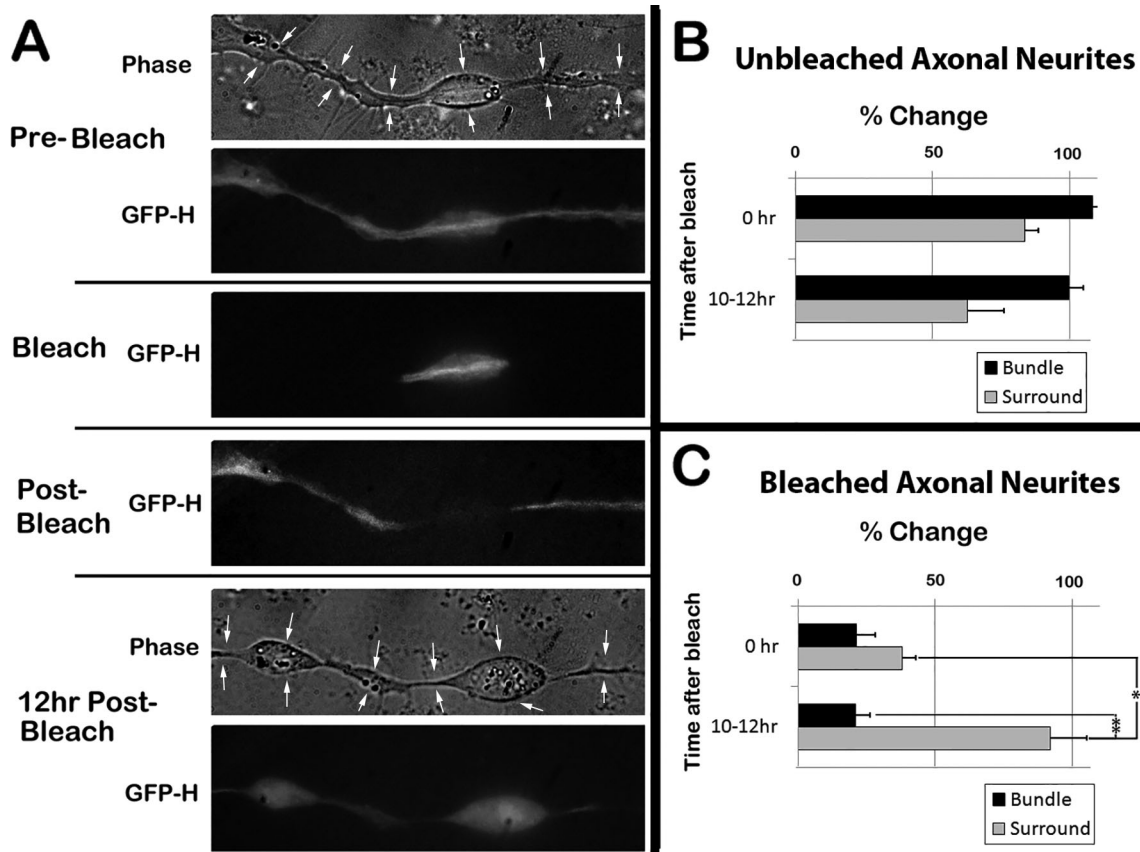 A
Phase
Pre-Bleach
GFP-H
Bleach
GFP-H
Post-
Bleach
GFP-H
Phase
12hr Post-
Bleach
GFP-H
B
Unbleached Axonal Neurites
% Change
0 50 100
Time after bleach
0 hr
10-12hr
Bundle
Surround
C
Bleached Axonal Neurites
% Change
0 50 100
Time after bleach
0 hr
10-12hr
*
**
Bundle
Surround